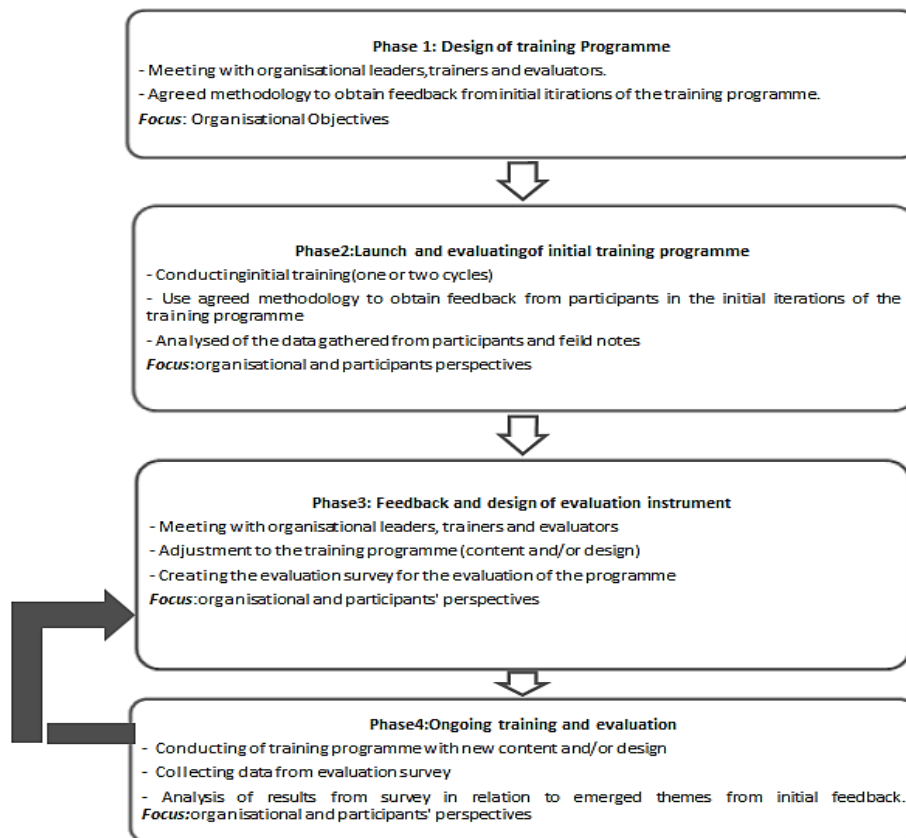 Phase 1: Design of training Programme
- Meeting with organisational leaders,trainers and evaluators.
- Agreed methodology to obtain feedback frominitial itirations of the training programme.
Focus: Organisational Objectives
Phase2:Launch and evaluatingof initial training programme
- Conductinginitial training(one or two cycles)
- Use agreed methodology to obtain feedback from participants in the initial iterations of the
training programme
- Analysed of the data gathered from participants and feild notes
Focus:organisational and participants perspectives
Phase3: Feedback and design of evaluation instrument
- Meeting with organisational leaders, trainers and evaluators
- Adjustment to the training programme (content and/or design)
- Creating the evaluation survey for the evaluation of the programme
Focus:organisational and participants' perspectives
Phase4:Ongoing training and evaluation
- Conducting of training programme with new content and/or design
- Collecting data from evaluation survey
- Analysis of results from survey in relation to emerged themes from initial feedback.
Focus:organisational and participants' perspectives